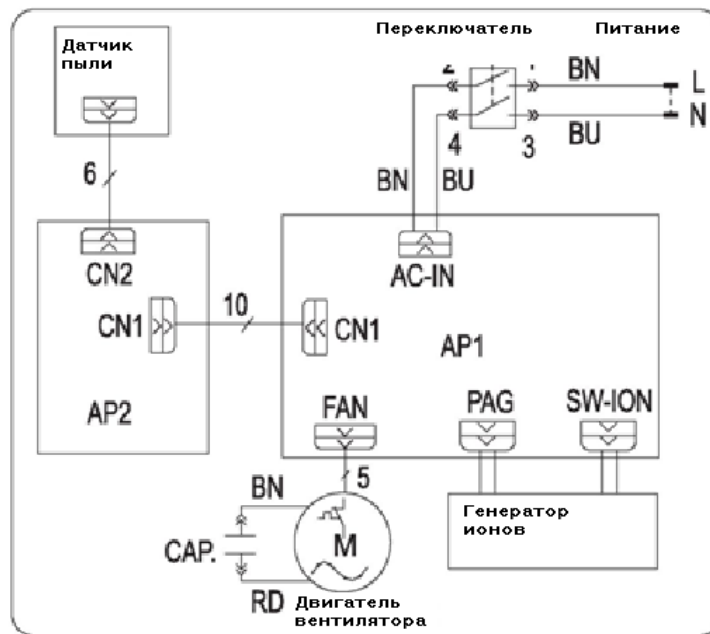 Датчик
пыли
Переключатель
Питание
BN
L
N
4
3
BU
6
BN
BU
CN2
AC-IN
CN1
10
CN1
AP1
AP2
FAN
PAG
SW-ION
5
BN
Генератор
ионов
CAP.
M
RD
Двигатель
вентилятора